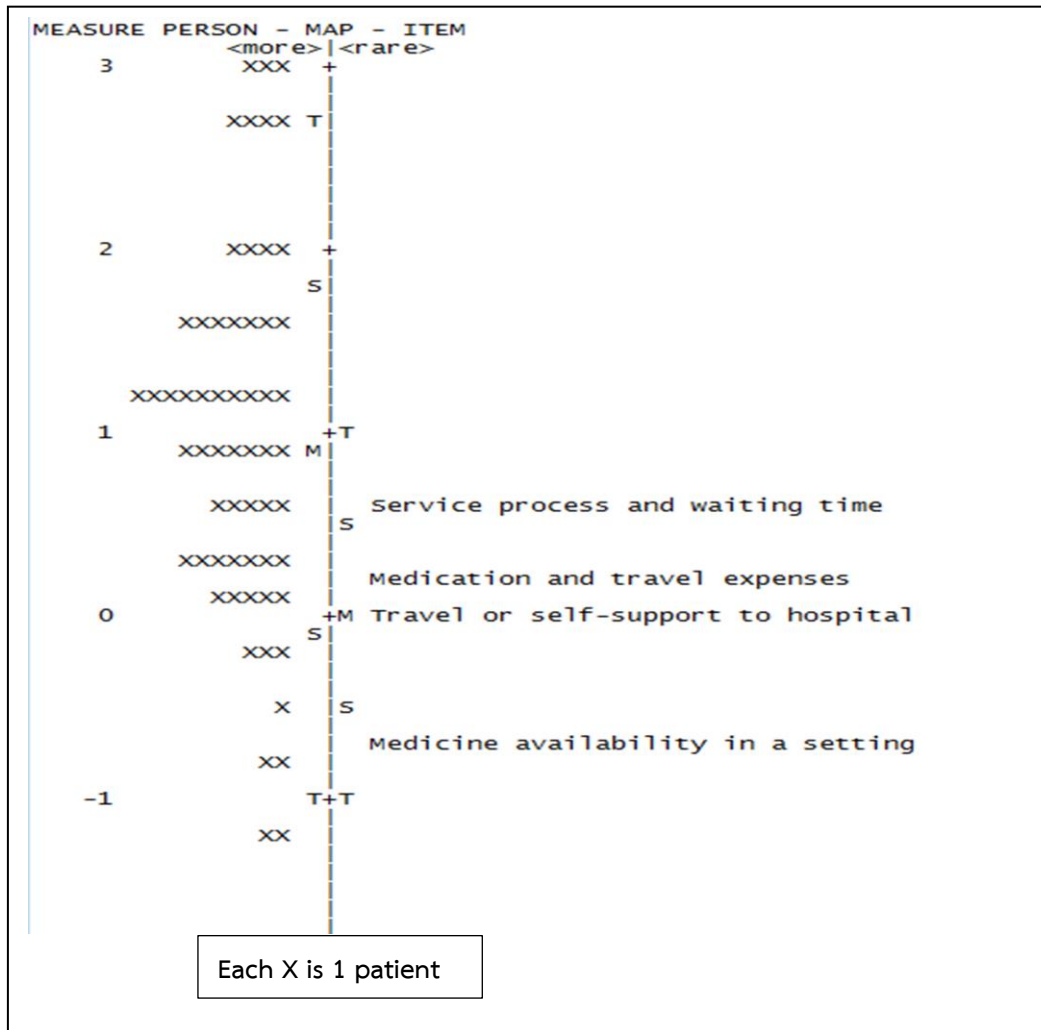 MEASURE PERSON - MAP - ITEM
<more>|<rare>
3 XXX +
XXXX T|
2 XXXX +
S|
XXXXXXX |
XXXXXXXXXX |
1 +T
XXXXXXX M|
XXXXX | Service process and waiting time
|S
XXXXXXX |
| Medication and travel expenses
XXXXX |
0 +M Travel or self-support to hospital
S|
XXX |
X |S
| Medicine availability in a setting
XX |
-1 T+T
XX |
Each X is 1 patient